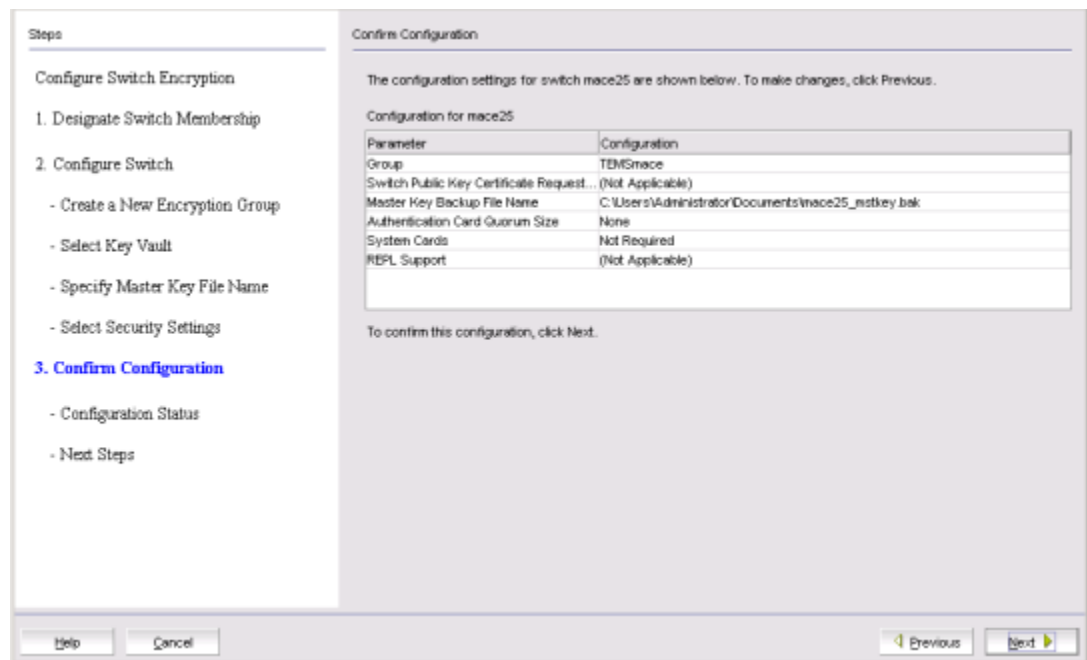 Steps
Configure Switch Encryption
1. Designate Switch Membership
2. Configure Switch
- Create a New Encryption Group
- Select Key Vault
- Specify Master Key File Name
- Select Security Settings
3. Confirm Configuration
- Configuration Status
- Next Steps
Confirm Configuration
The configuration settings for switch mace25 are shown below. To make changes, click Previous.
Configuration for mace25
Parameter Configuration
Group TEMSmace
Switch Public Key Certificate Request... (Not Applicable)
Master Key Backup File Name C:\Users\Administrator\Documents\mace25_mstkey.bak
Authentication Card Quorum Size None
System Cards Not Required
REPL Support (Not Applicable)
To confirm this configuration, click Next.
Help Cancel Previous Next